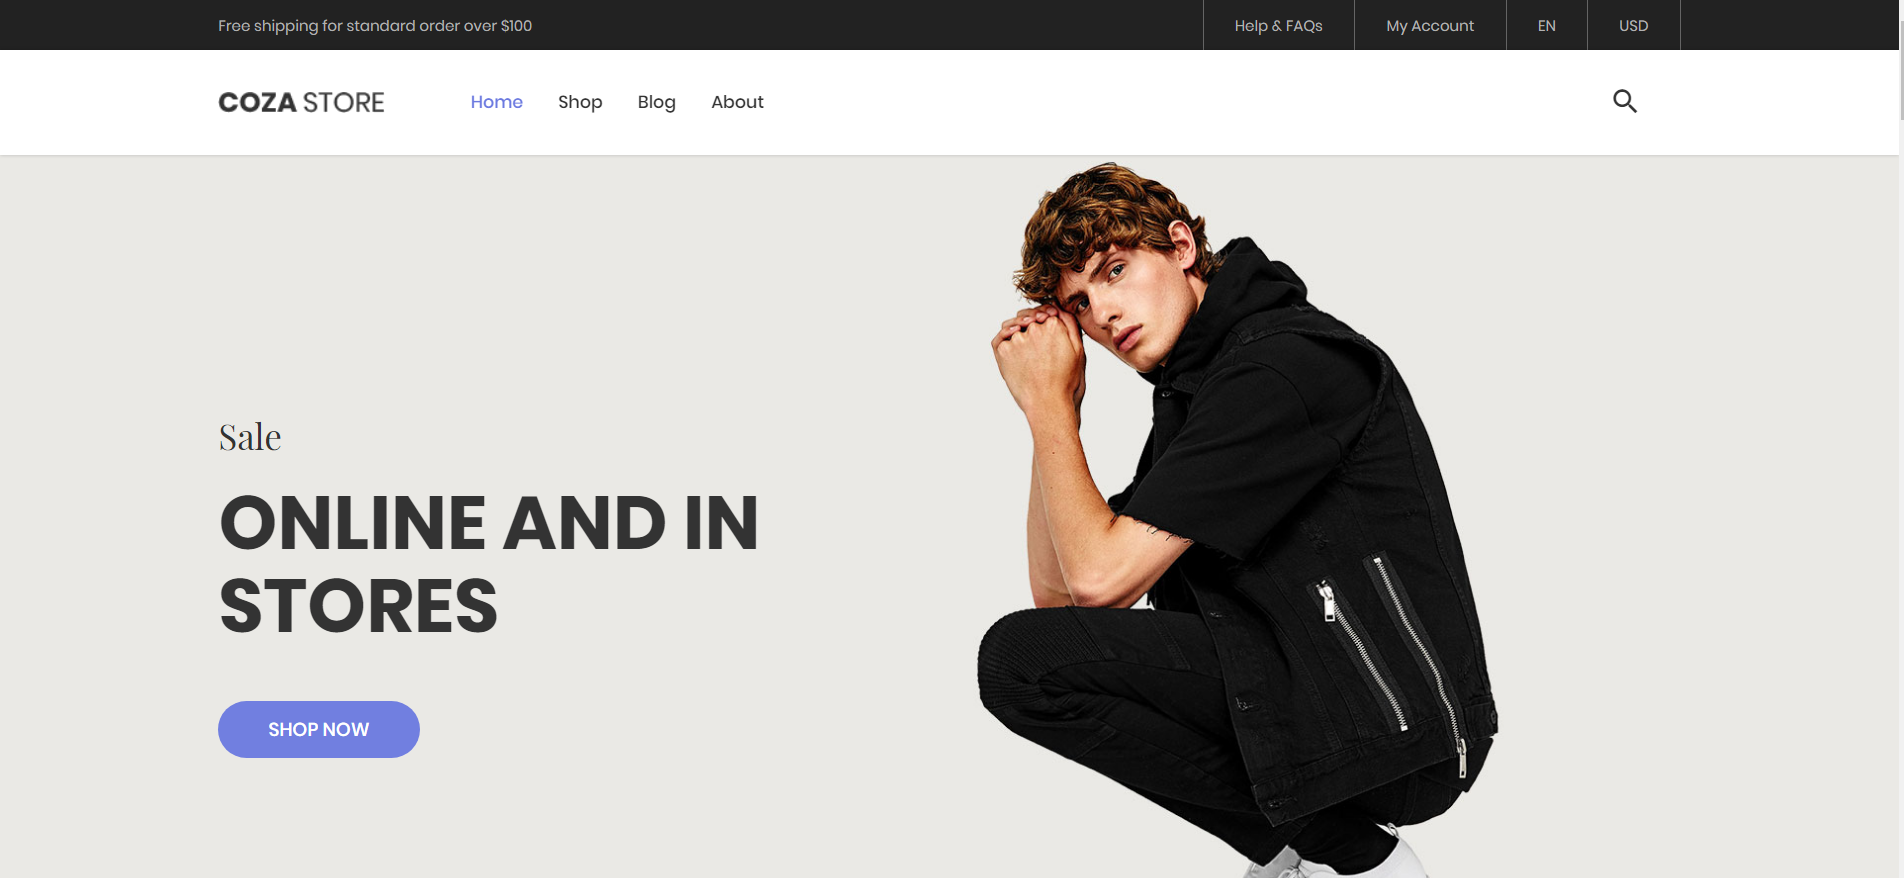 Free shipping for standard order over $100
Help & FAQs
My Account
EN
USD
COZA STORE
Home
Shop
Blog
About
Sale
ONLINE AND IN
STORES
SHOP NOW